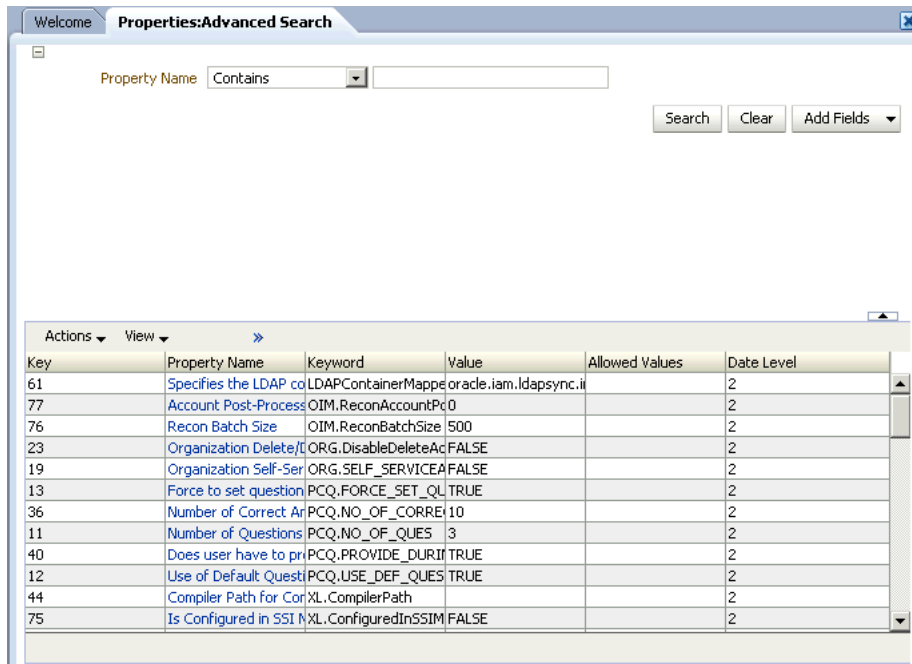 Welcome Properties:Advanced Search
Property Name Contains
Search Clear Add Fields
Actions View »
Key Property Name Keyword Value Allowed Values Date Level
61 Specifies the LDAP co LDAPContainerMappe oracle.iam.ldapsync.i 2
77 Account Post-Process OIM.ReconAccountPo 0 2
76 Recon Batch Size OIM.ReconBatchSize 500 2
23 Organization Delete/D ORG.DisableDeleteAc FALSE 2
19 Organization Self-Ser ORG.SELF_SERVICEA FALSE 2
13 Force to set question PCQ.FORCE_SET_QU TRUE 2
36 Number of Correct An PCQ.NO_OF_CORRE 10 2
11 Number of Questions PCQ.NO_OF_QUES 3 2
40 Does user have to pr PCQ.PROVIDE_DURI TRUE 2
12 Use of Default Questi PCQ.USE_DEF_QUES TRUE 2
44 Compiler Path for Con XL.CompilerPath 2
75 Is Configured in SSI M XL.ConfiguredInSSIM FALSE 2